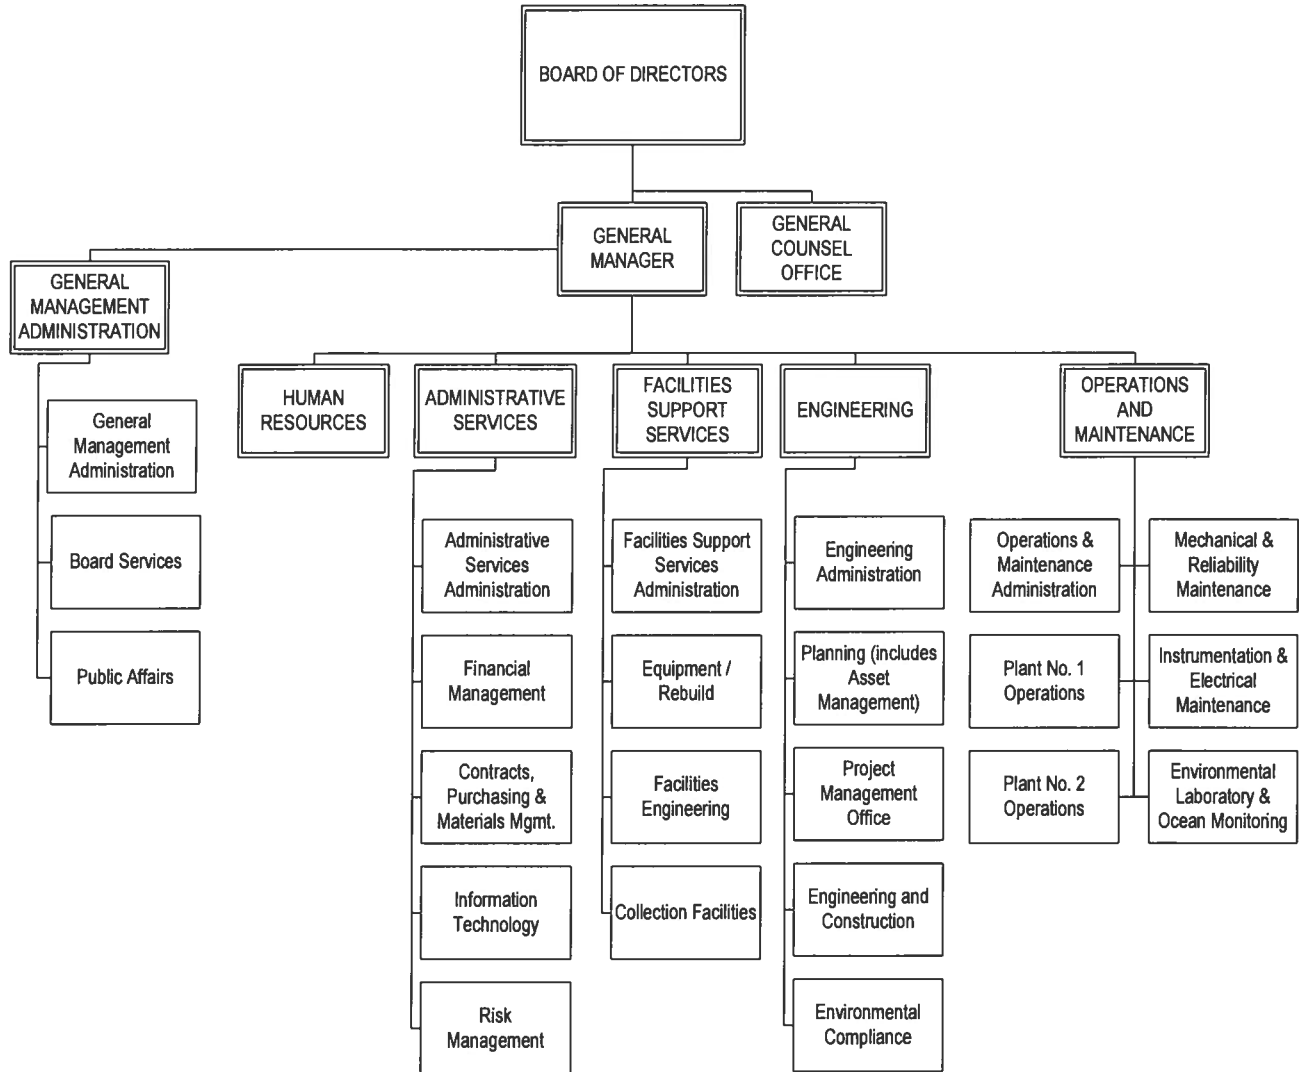 BOARD OF DIRECTORS
GENERAL
MANAGER
GENERAL
COUNSEL
OFFICE
GENERAL
MANAGEMENT
ADMINISTRATION
General
Management
Administration
Board Services
Public Affairs
HUMAN
RESOURCES
ADMINISTRATIVE
SERVICES
Administrative
Services
Administration
Financial
Management
Contracts,
Purchasing &
Materials Mgmt.
Information
Technology
Risk
Management
FACILITIES
SUPPORT
SERVICES
Facilities Support
Services
Administration
Equipment /
Rebuild
Facilities
Engineering
Collection Facilities
ENGINEERING
Engineering
Administration
Planning (includes
Asset
Management)
Project
Management
Office
Engineering and
Construction
Environmental
Compliance
OPERATIONS
AND
MAINTENANCE
Operations &
Maintenance
Administration
Plant No. 1
Operations
Plant No. 2
Operations
Mechanical &
Reliability
Maintenance
Instrumentation &
Electrical
Maintenance
Environmental
Laboratory &
Ocean Monitoring